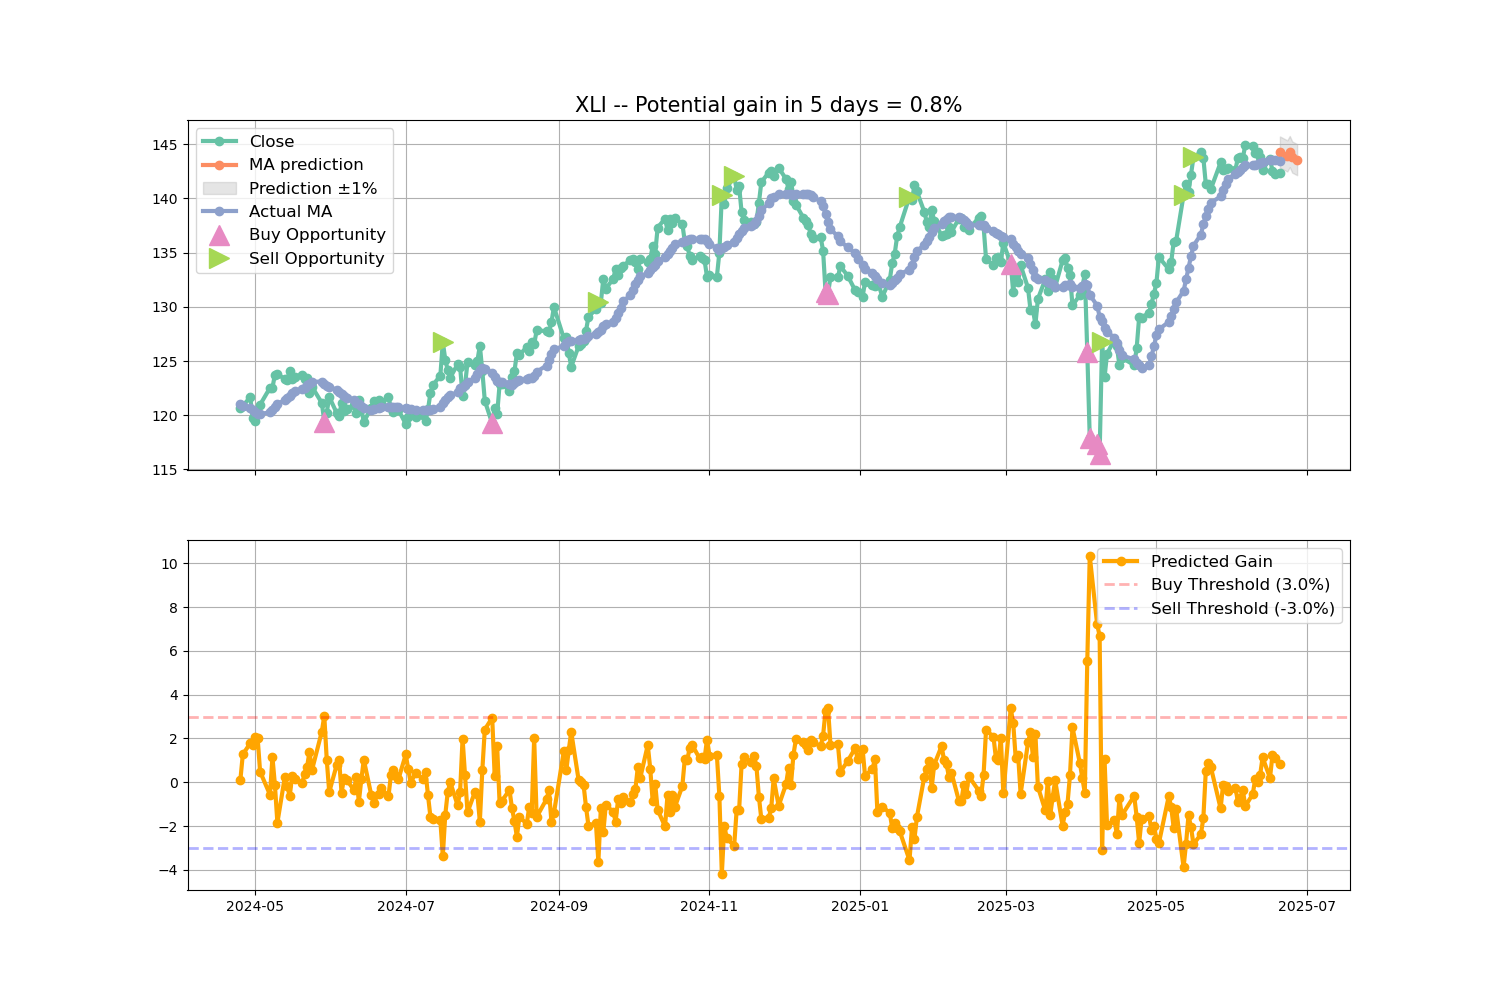 XLI -- Potential gain in 5 days = 0.8%
145
140
135
130
125
120
115
Close
MA prediction
Prediction ±1%
Actual MA
Buy Opportunity
Sell Opportunity
10
8
6
4
2
0
−2
−4
Predicted Gain
Buy Threshold (3.0%)
Sell Threshold (-3.0%)
2024-05
2024-07
2024-09
2024-11
2025-01
2025-03
2025-05
2025-07